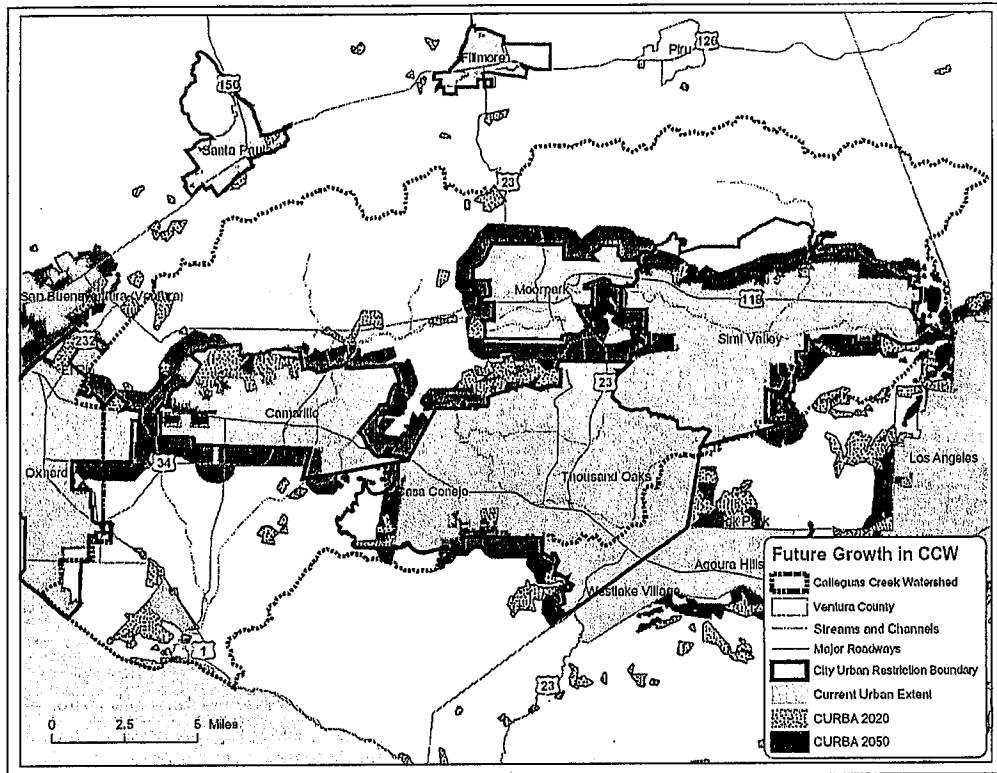 Fillmore
Piru
126
150
Santa Paula
23
San Buenaventura (Ventura)
Moorpark
118
232
Simi Valley
23
Camarillo
34
Oxnard
Los Angeles
Thousand Oaks
Casa Conejo
Oak Park
Agoura Hills
Westlake Village
1
23
0 2.5 5 Miles
Future Growth in CCW
Calleguas Creek Watershed
Ventura County
Streams and Channels
Major Roadways
City Urban Restriction Boundary
Current Urban Extent
CURBA 2020
CURBA 2050